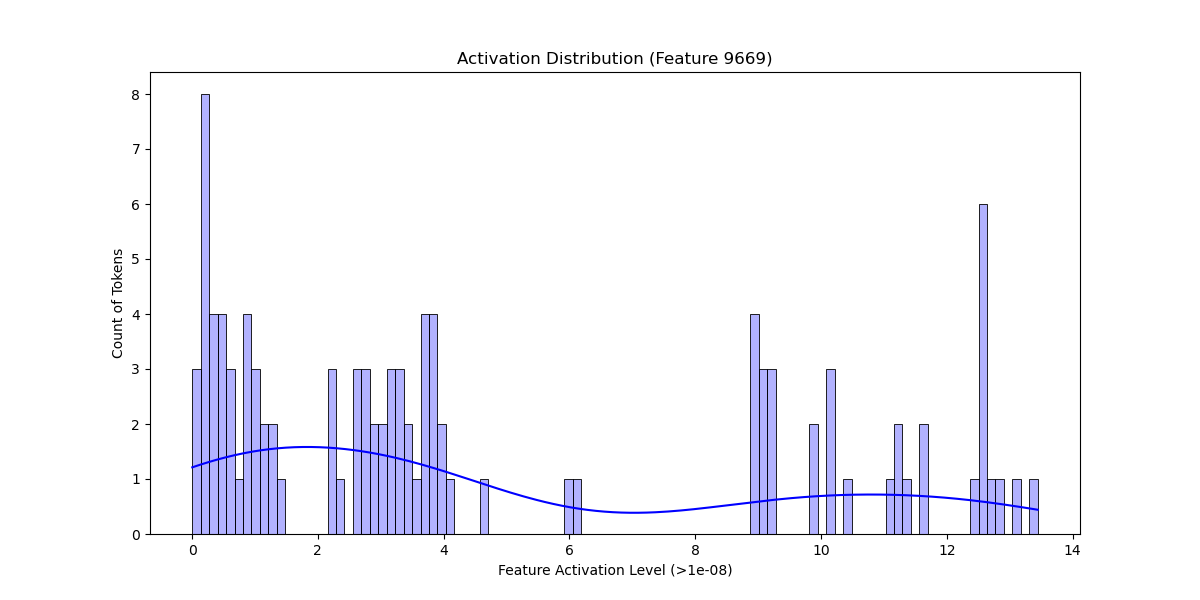 Activation Distribution (Feature 9669)
8
7
6
5
4
3
2
1
0
Count of Tokens
0 2 4 6 8 10 12 14
Feature Activation Level (>1e-08)